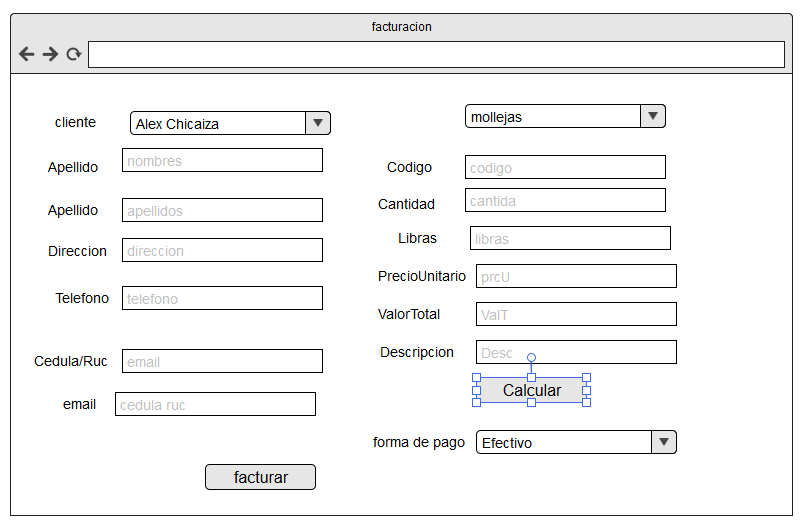 facturacion
cliente
Alex Chicaiza
Apellido
nombres
Apellido
apellidos
Direccion
direccion
Telefono
telefono
Cedula/Ruc
email
email
cedula ruc
facturar
mollejas
Codigo
codigo
Cantidad
cantida
Libras
libras
PrecioUnitario
prcU
ValorTotal
ValT
Descripcion
Desc
Calcular
forma de pago
Efectivo